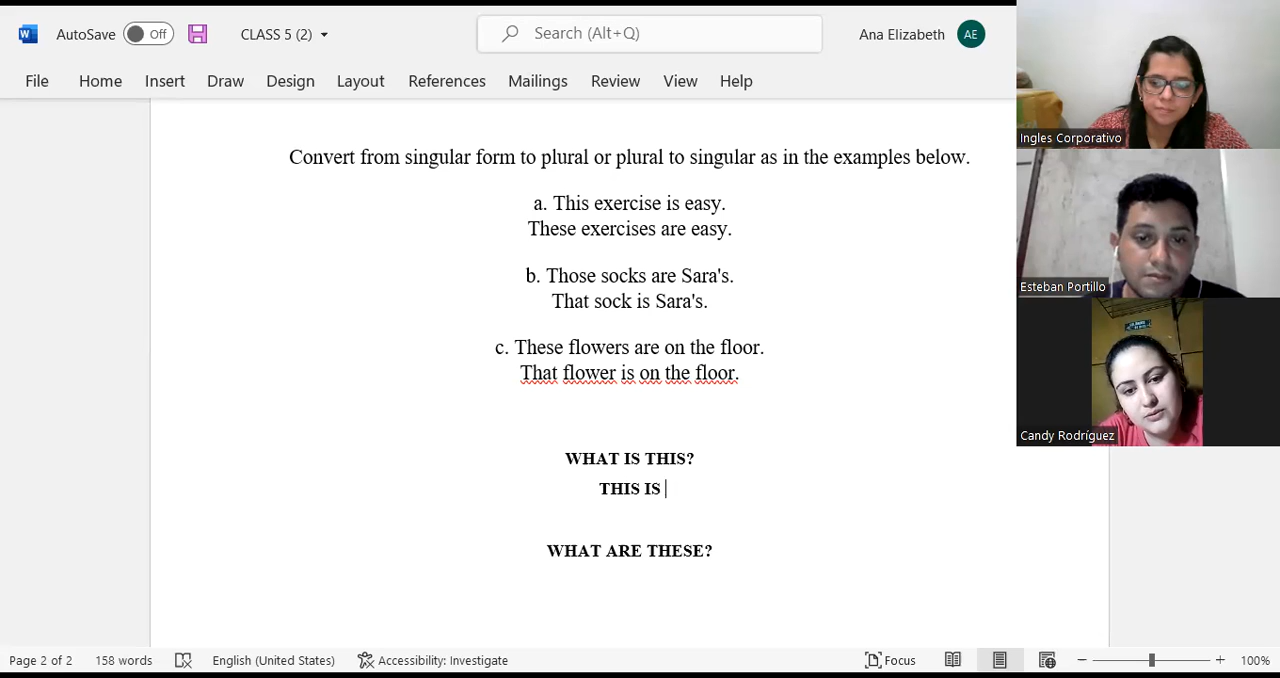 AutoSave Off CLASS 5 (2) Search (Alt+Q) Ana Elizabeth AE
File Home Insert Draw Design Layout References Mailings Review View Help
Convert from singular form to plural or plural to singular as in the examples below.
a. This exercise is easy.
These exercises are easy.
b. Those socks are Sara's.
That sock is Sara's.
c. These flowers are on the floor.
That flower is on the floor.
WHAT IS THIS?
THIS IS
WHAT ARE THESE?
Ingles Corporativo
Esteban Portillo
Candy Rodríguez
Page 2 of 2 158 words English (United States) Accessibility: Investigate Focus 100%